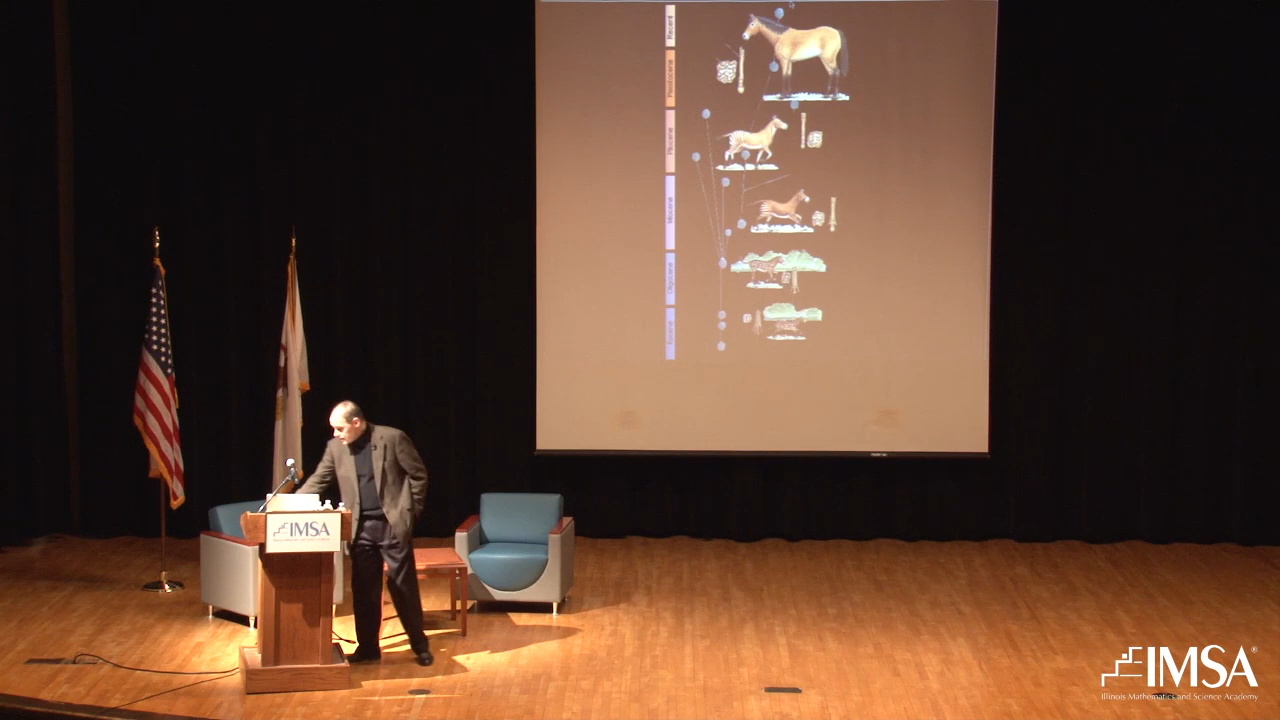 Recent
Pleistocene
Pliocene
Miocene
Oligocene
Eocene
IMSA
IMSA®
Illinois Mathematics and Science Academy